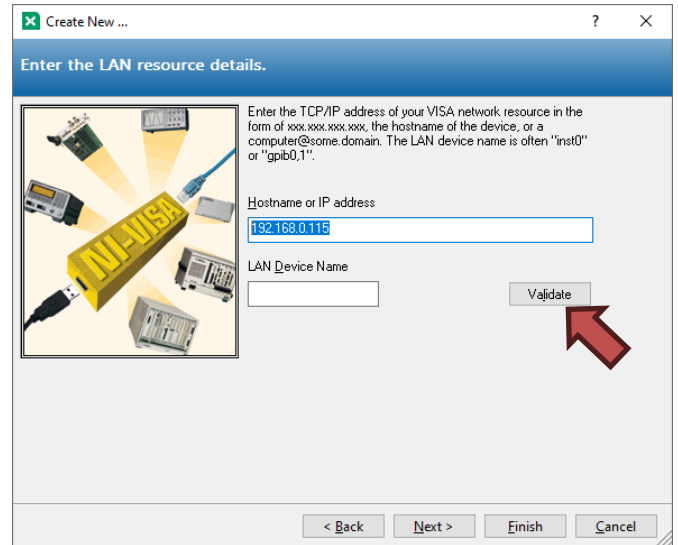 Create New ...
Enter the LAN resource details.
Enter the TCP/IP address of your VISA network resource in the
form of xxx.xxx.xxx.xxx, the hostname of the device, or a
computer@some.domain. The LAN device name is often "inst0"
or "gpib0,1".
Hostname or IP address
192.168.0.115
LAN Device Name
Validate
NI-VISA
< Back Next > Finish Cancel